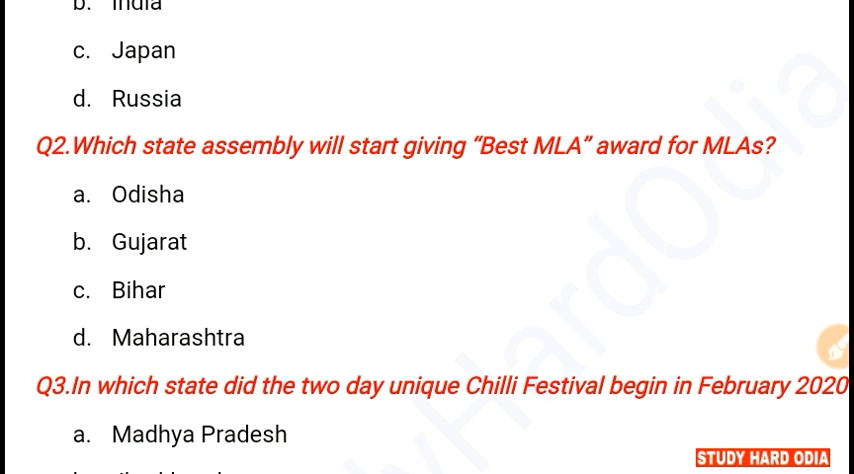 b. India
c. Japan
d. Russia
Q2.Which state assembly will start giving “Best MLA” award for MLAs?
a. Odisha
b. Gujarat
c. Bihar
d. Maharashtra
Q3.In which state did the two day unique Chilli Festival begin in February 2020
a. Madhya Pradesh
STUDY HARD ODIA